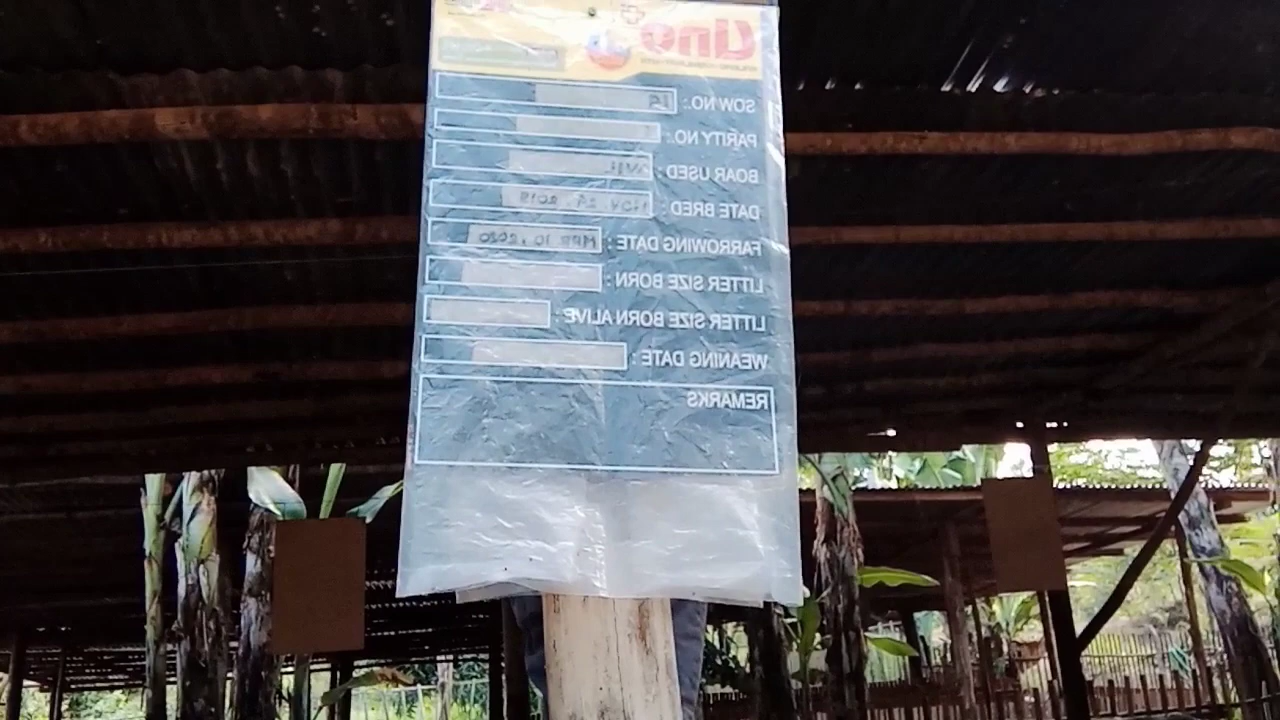 Uno
SOW NO.:
PARITY NO.:
BOAR USED :
DATE BRED : NOV. 24, 2019
FARROWING DATE : MAR 10, 2020
LITTER SIZE BORN :
LITTER SIZE BORN ALIVE :
WEANING DATE :
REMARKS